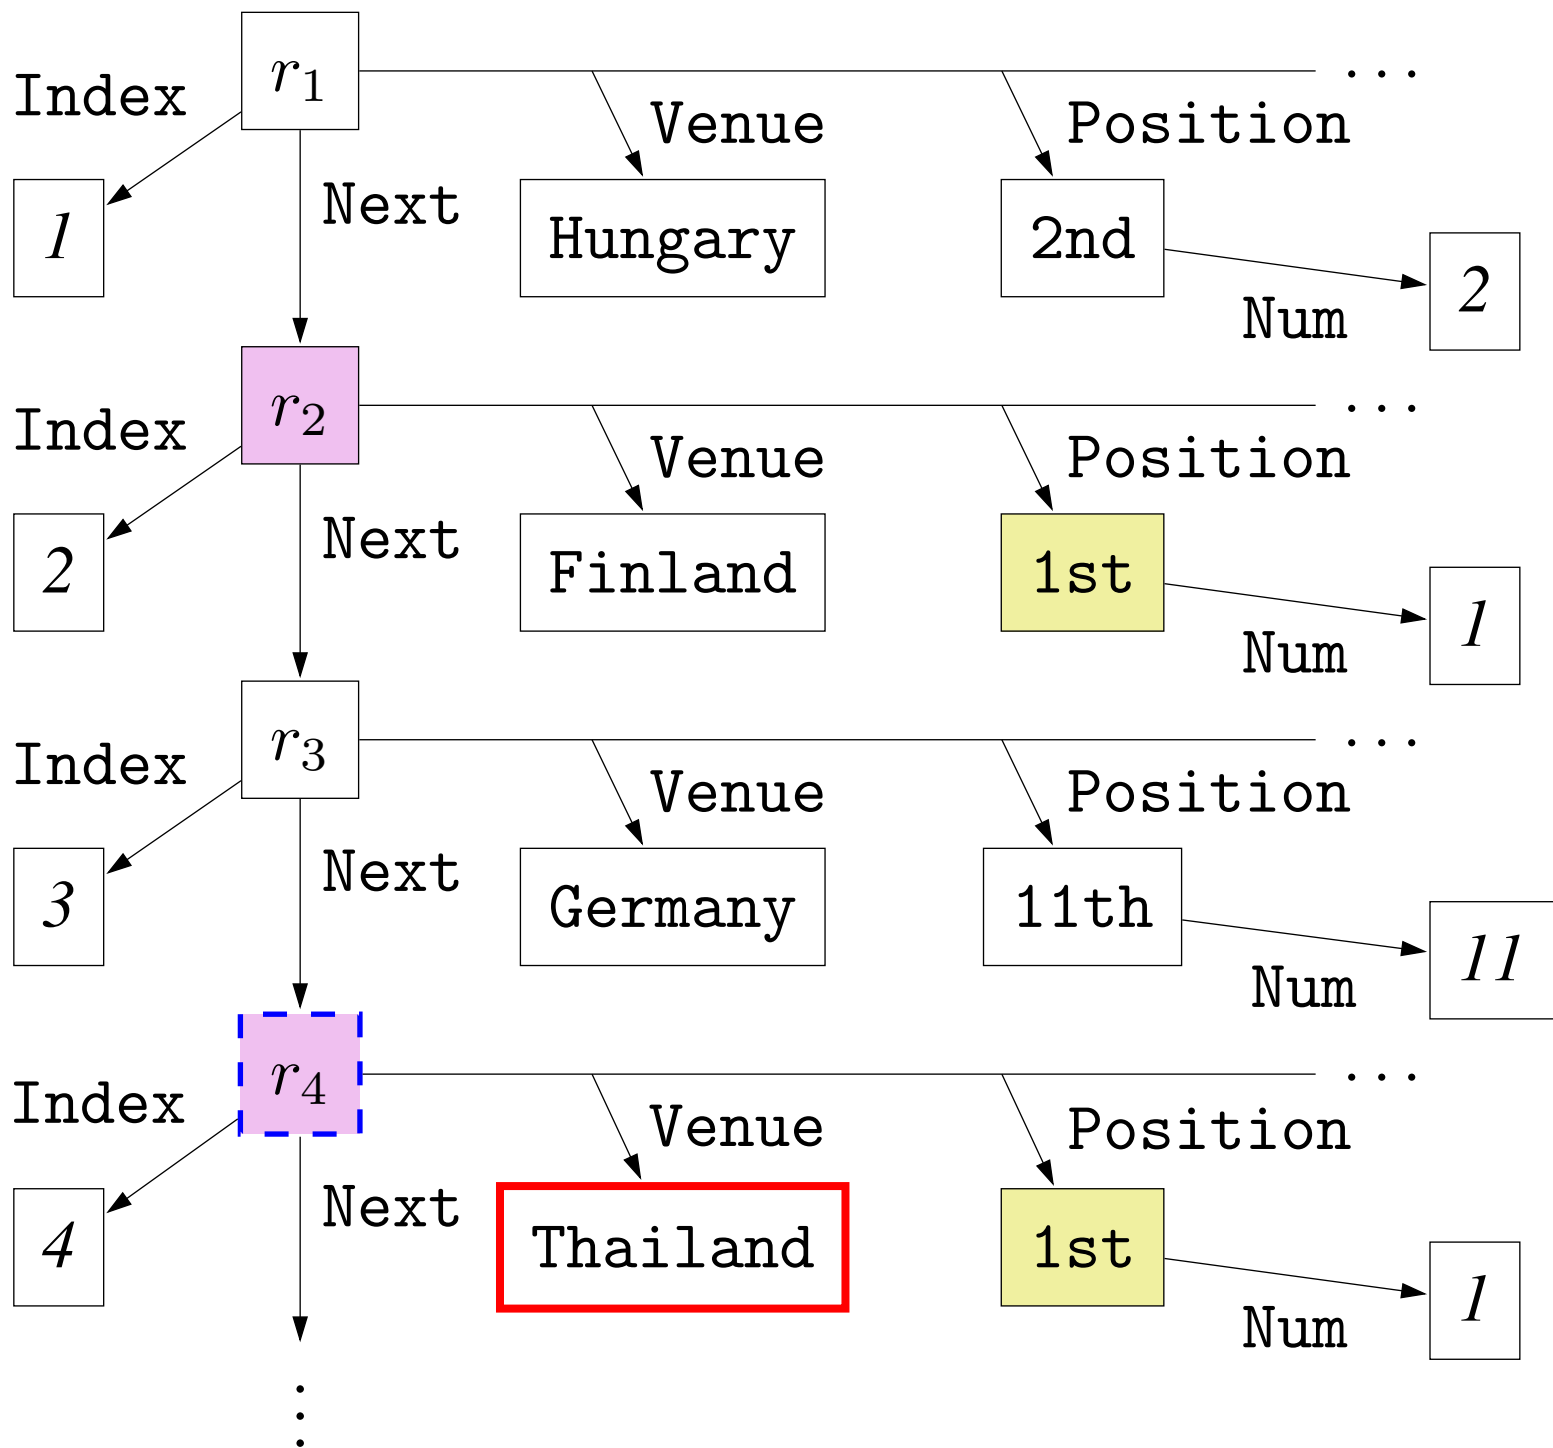 r1 ...
Index Venue Position
Next
1 Hungary 2nd 2
Num
r2 ...
Index Venue Position
Next
2 Finland 1st 1
Num
r3 ...
Index Venue Position
Next
3 Germany 11th 11
Num
r4 ...
Index Venue Position
Next
4 Thailand 1st 1
Num
⋮